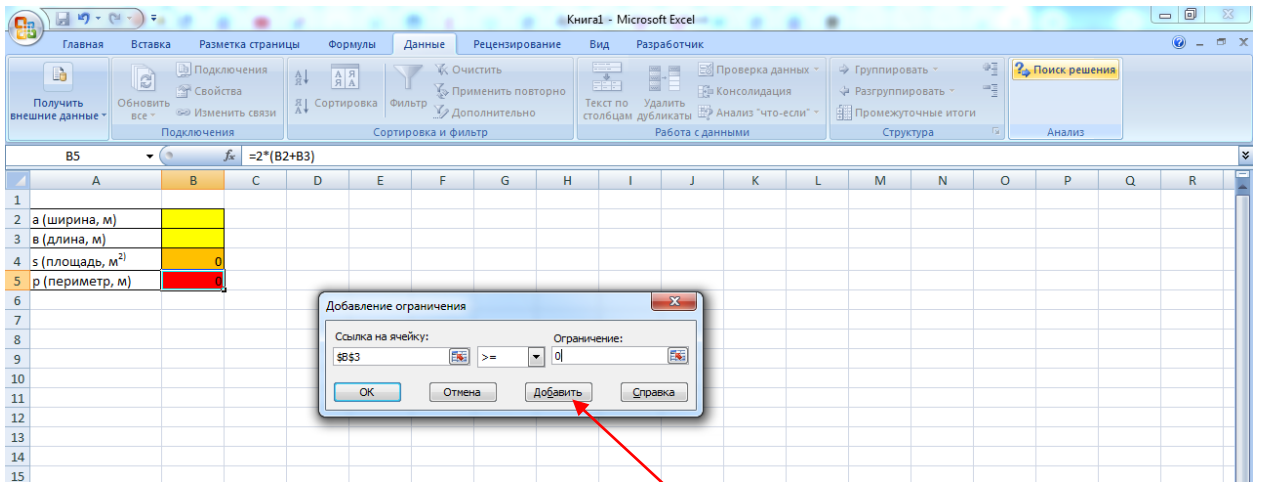 Книга1 - Microsoft Excel
Главная Вставка Разметка страницы Формулы Данные Рецензирование Вид Разработчик
Получить внешние данные
Обновить все
Подключения
Свойства
Изменить связи
Подключения
Сортировка
Фильтр
Очистить
Применить повторно
Дополнительно
Сортировка и фильтр
Текст по столбцам
Удалить дубликаты
Проверка данных
Консолидация
Анализ "что-если"
Работа с данными
Группировать
Разгруппировать
Промежуточные итоги
Структура
Поиск решения
Анализ
B5 fx =2*(B2+B3)
A B C D E F G H I J K L M N O P Q R
1
2 а (ширина, м)
3 в (длина, м)
4 s (площадь, м2) 0
5 р (периметр, м) 0
6
7
8
9
10
11
12
13
14
15
Добавление ограничения
Ссылка на ячейку: Ограничение:
$B$3 >= 0
ОК Отмена Добавить Справка